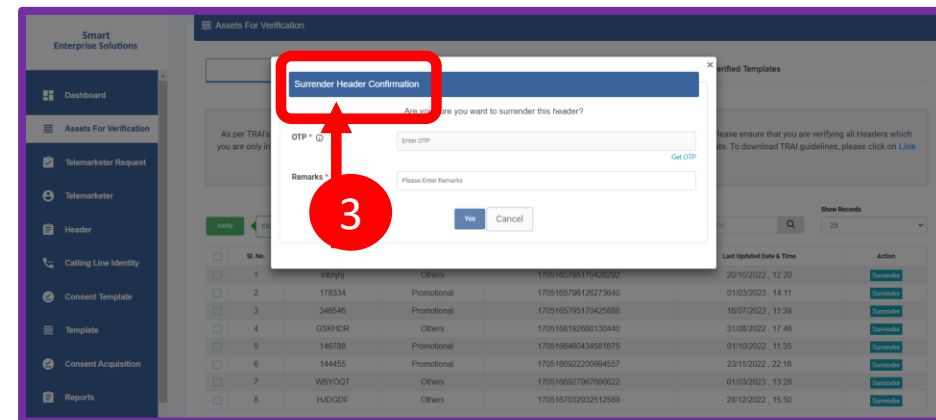 Smart
Enterprise Solutions
Assets For Verification
Dashboard
Assets For Verification
Telemarketer Request
Telemarketer
Header
Calling Line Identity
Consent Template
Template
Consent Acquisition
Reports
erified Templates
×
Surrender Header Confirmation
Are you sure you want to surrender this header?
OTP *
Enter OTP
Get OTP
Remarks *
Please Enter Remarks
Yes
Cancel
3
As per TRAI's
you are only in
lease ensure that you are verifying all Headers which
te. To download TRAI guidelines, please click on Link
Verify
Show Records
25
Sl. No.
Last Updated Date & Time
Action
1 mbhjhj Others 1705165795170426292 20/10/2022 , 12:20 Surrender
2 178334 Promotional 1705165796126273640 01/03/2023 , 14:11 Surrender
3 346546 Promotional 1705165795170425888 16/07/2022 , 11:39 Surrender
4 GSKHDR Others 1705166192660130440 31/08/2022 , 17:46 Surrender
5 146788 Promotional 1705166460434581675 01/10/2022 , 11:35 Surrender
6 144455 Promotional 1705166922200994557 23/11/2022 , 22:16 Surrender
7 WBYOQT Others 1705166927967686622 01/03/2023 , 13:28 Surrender
8 HJDGDF Others 1705167032932512589 28/12/2022 , 15:50 Surrender